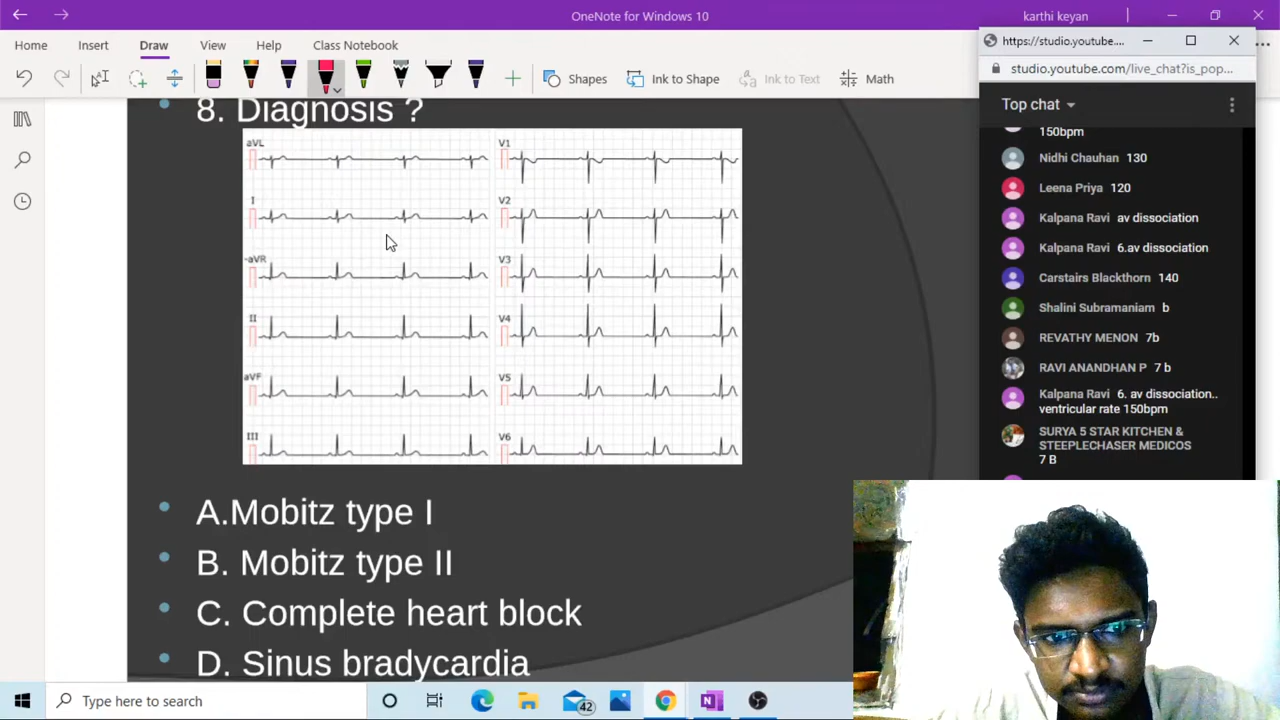 OneNote for Windows 10
karthi keyan
Home
Insert
Draw
View
Help
Class Notebook
Shapes
Ink to Shape
Ink to Text
Math
https://studio.youtube....
studio.youtube.com/live_chat?is_pop...
Top chat
150bpm
Nidhi Chauhan 130
Leena Priya 120
Kalpana Ravi av dissociation
Kalpana Ravi 6.av dissociation
Carstairs Blackthorn 140
Shalini Subramaniam b
REVATHY MENON 7b
RAVI ANANDHAN P 7 b
Kalpana Ravi 6. av dissociation..
ventricular rate 150bpm
SURYA 5 STAR KITCHEN &
STEEPLECHASER MEDICOS
7 B
8. Diagnosis ?
aVL
I
-aVR
II
aVF
III
V1
V2
V3
V4
V5
V6
A.Mobitz type I
B. Mobitz type II
C. Complete heart block
D. Sinus bradycardia
Type here to search
42